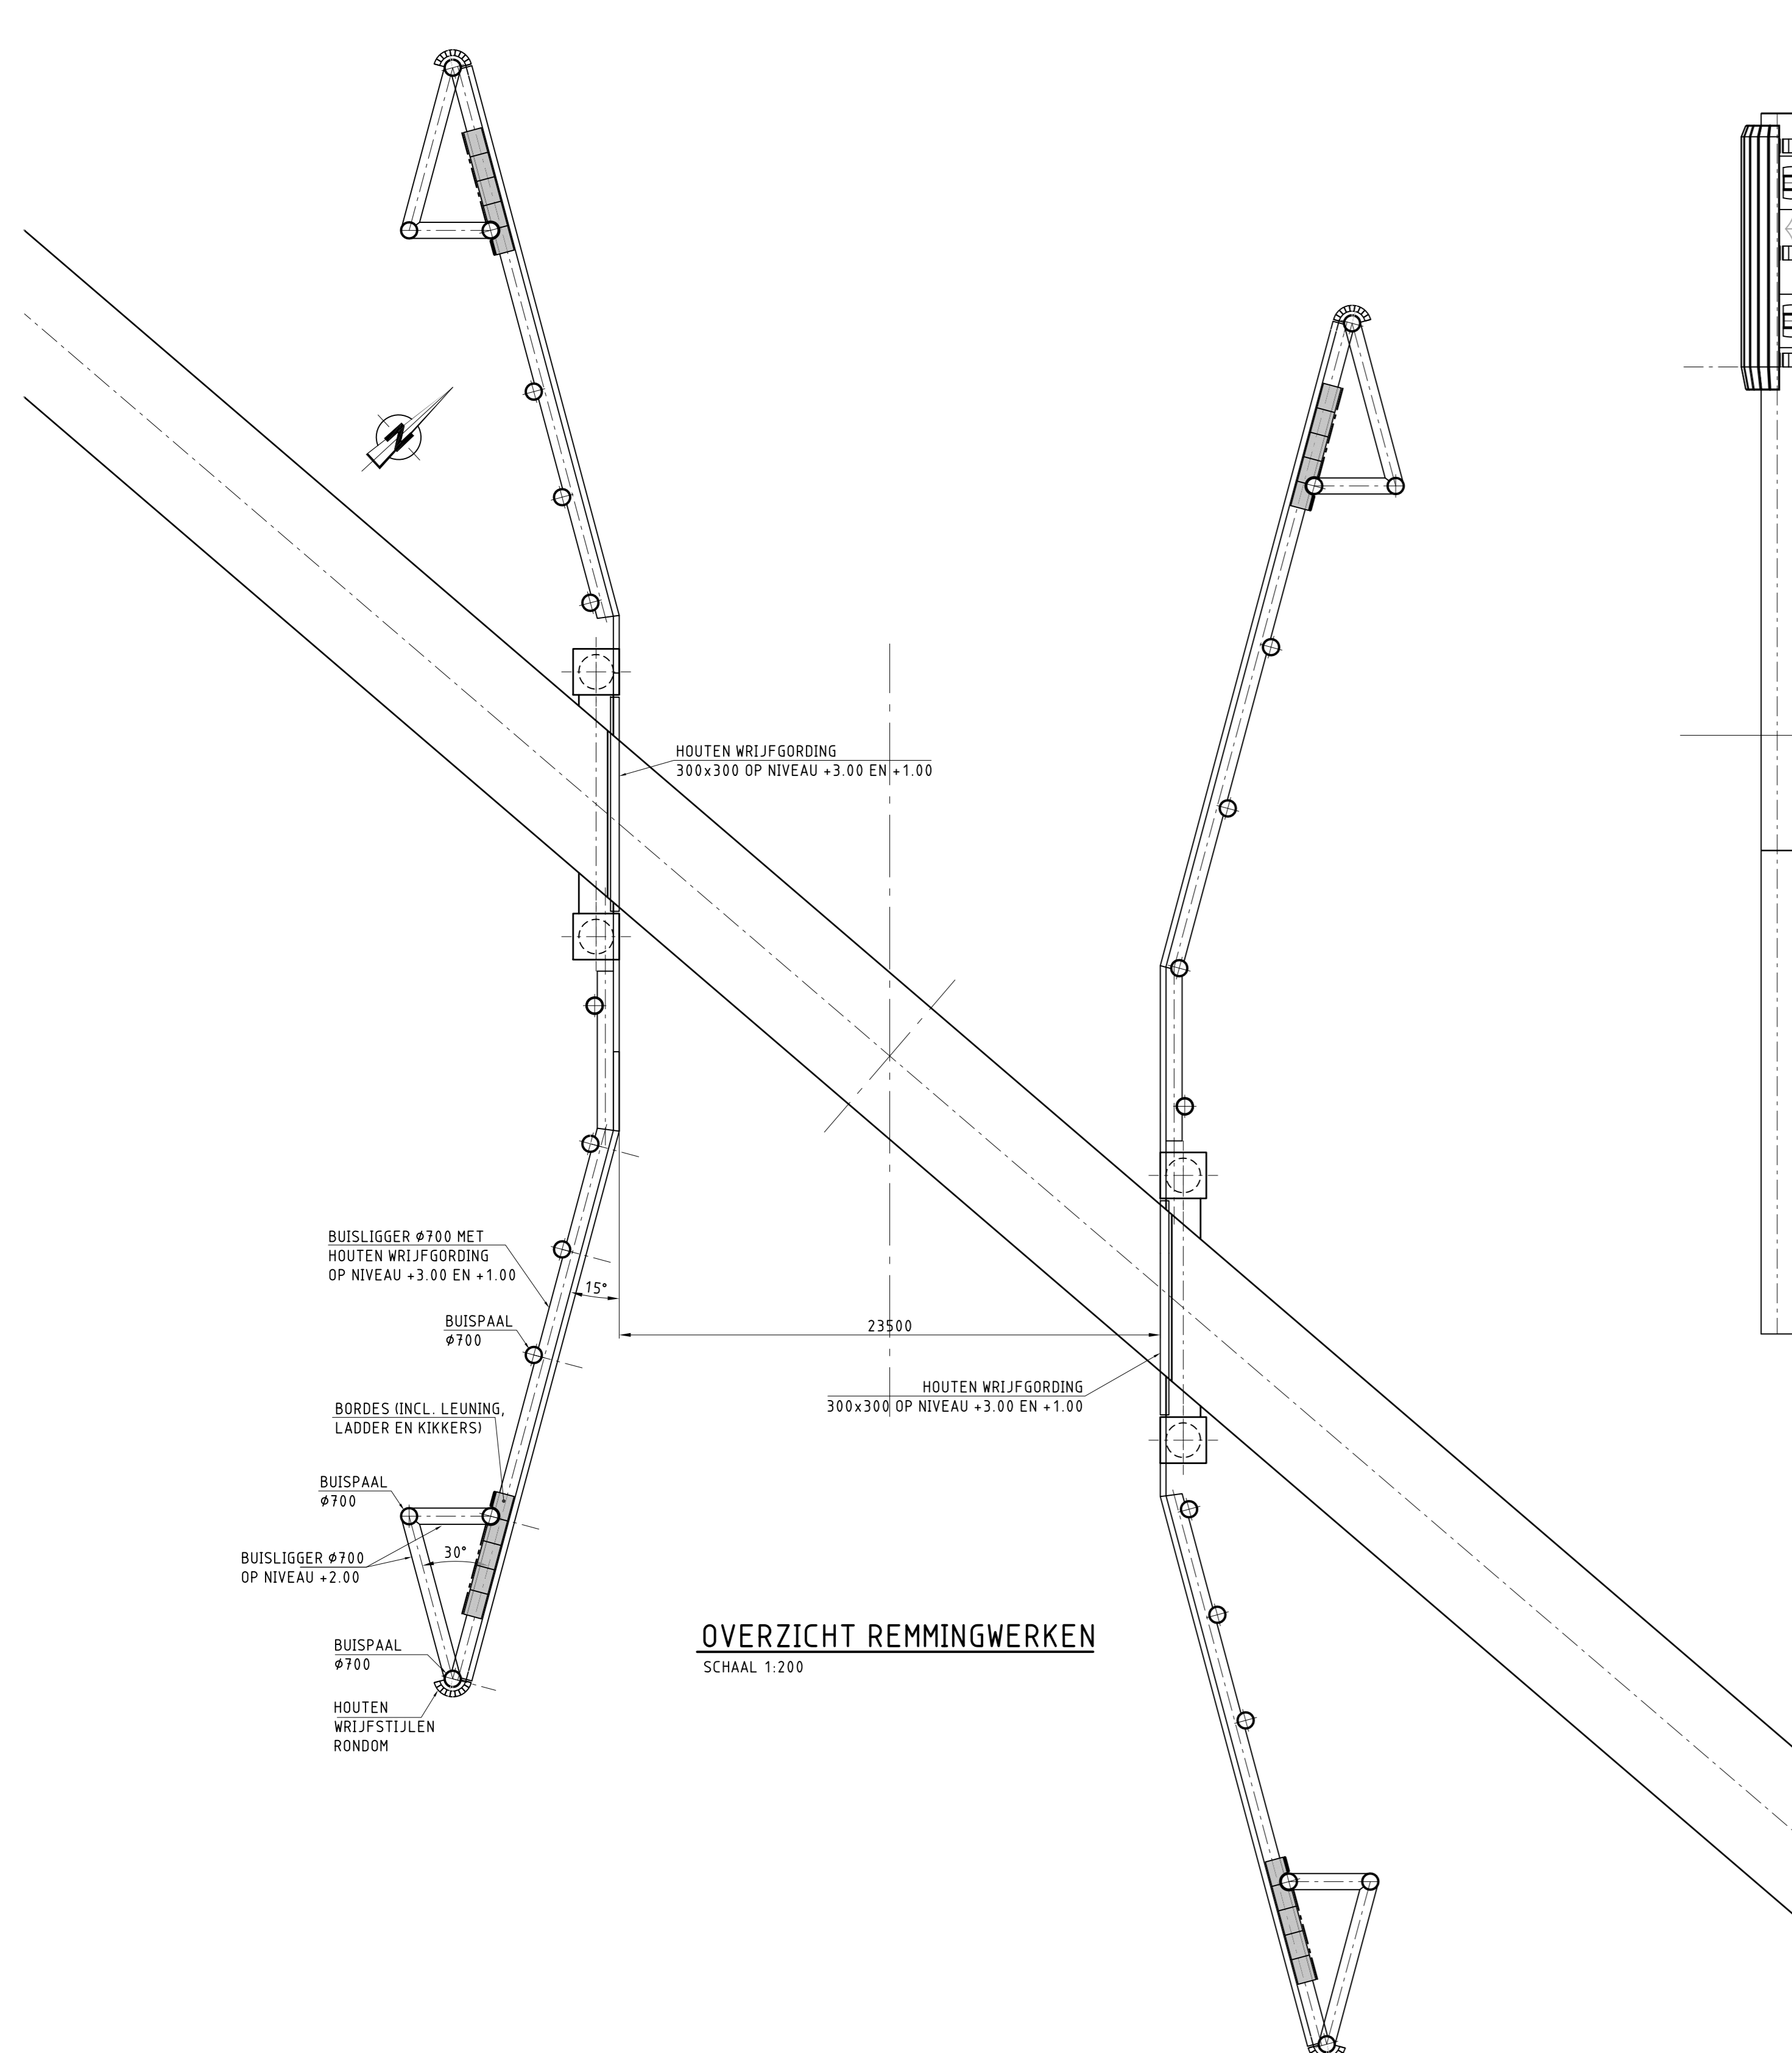 N
HOUTEN WRIJFGORDING
300x300 OP NIVEAU +3.00 EN +1.00
BUISLIGGER ⌀700 MET
HOUTEN WRIJFGORDING
OP NIVEAU +3.00 EN +1.00
15°
BUISPAAL
⌀700
23500
HOUTEN WRIJFGORDING
300x300 OP NIVEAU +3.00 EN +1.00
BORDES (INCL. LEUNING,
LADDER EN KIKKERS)
BUISPAAL
⌀700
30°
BUISLIGGER ⌀700
OP NIVEAU +2.00
OVERZICHT REMMINGWERKEN
SCHAAL 1:200
BUISPAAL
⌀700
HOUTEN
WRIJFSTIJLEN
RONDOM